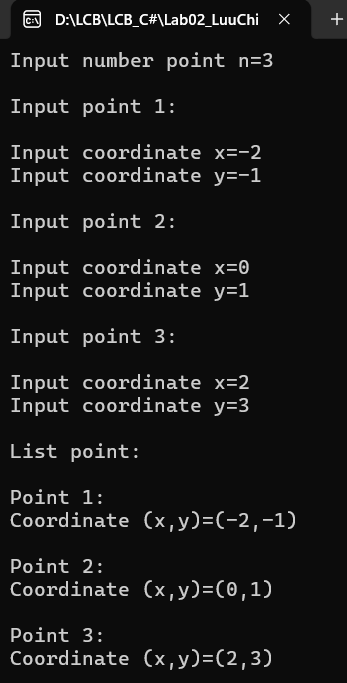 D:\LCB\LCB_C#\Lab02_LuuChi
Input number point n=3
Input point 1:
Input coordinate x=-2
Input coordinate y=-1
Input point 2:
Input coordinate x=0
Input coordinate y=1
Input point 3:
Input coordinate x=2
Input coordinate y=3
List point:
Point 1:
Coordinate (x,y)=(-2,-1)
Point 2:
Coordinate (x,y)=(0,1)
Point 3:
Coordinate (x,y)=(2,3)